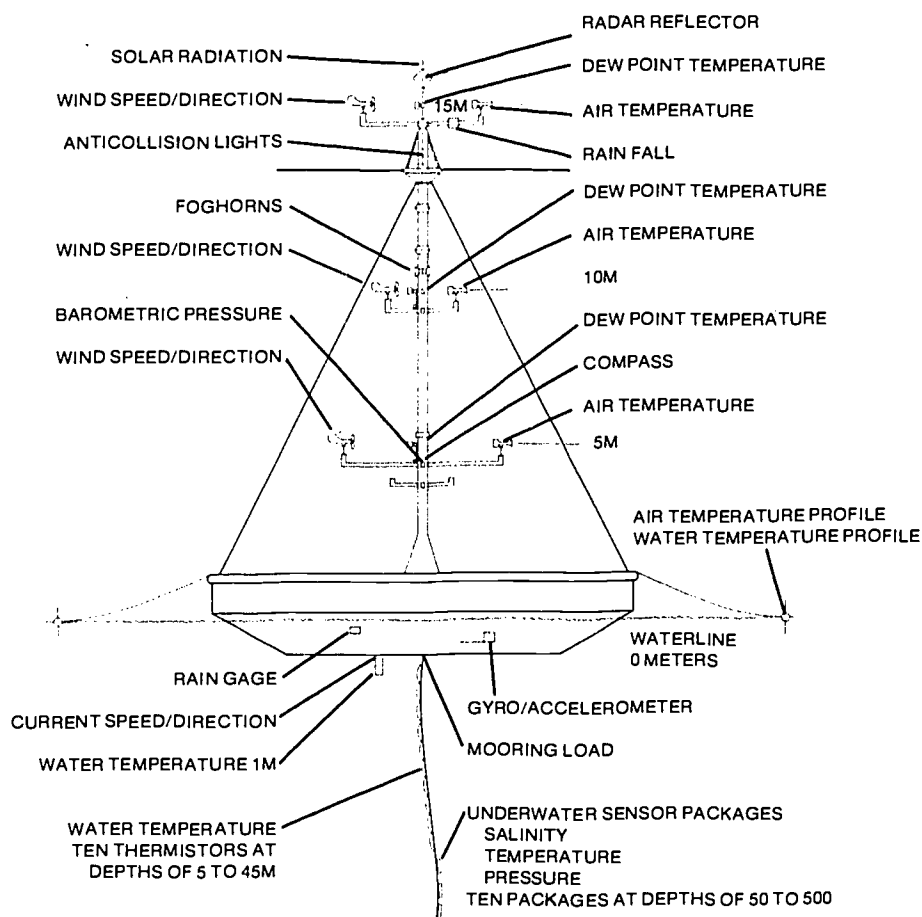 RADAR REFLECTOR
SOLAR RADIATION
DEW POINT TEMPERATURE
WIND SPEED/DIRECTION
15M
AIR TEMPERATURE
ANTICOLLISION LIGHTS
RAIN FALL
DEW POINT TEMPERATURE
FOGHORNS
AIR TEMPERATURE
WIND SPEED/DIRECTION
10M
BAROMETRIC PRESSURE
DEW POINT TEMPERATURE
WIND SPEED/DIRECTION
COMPASS
AIR TEMPERATURE
5M
AIR TEMPERATURE PROFILE
WATER TEMPERATURE PROFILE
WATERLINE
0 METERS
RAIN GAGE
GYRO/ACCELEROMETER
CURRENT SPEED/DIRECTION
MOORING LOAD
WATER TEMPERATURE 1M
WATER TEMPERATURE
TEN THERMISTORS AT
DEPTHS OF 5 TO 45M
UNDERWATER SENSOR PACKAGES
SALINITY
TEMPERATURE
PRESSURE
TEN PACKAGES AT DEPTHS OF 50 TO 500